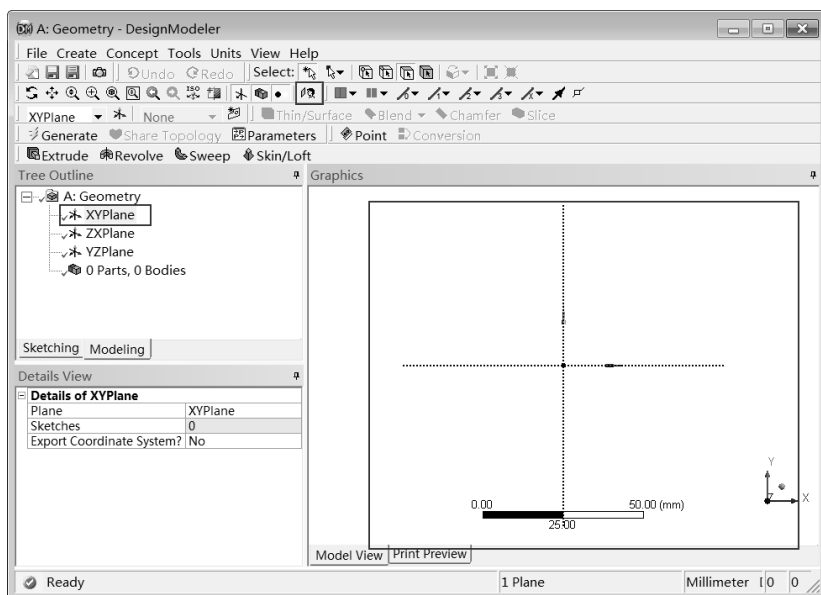 A: Geometry - DesignModeler
File Create Concept Tools Units View Help
Undo Redo Select:
XYPlane None Thin/Surface Blend Chamfer Slice
Generate Share Topology Parameters Point Conversion
Extrude Revolve Sweep Skin/Loft
Tree Outline
A: Geometry
XYPlane
ZXPlane
YZPlane
0 Parts, 0 Bodies
Sketching Modeling
Details View
Details of XYPlane
Plane XYPlane
Sketches 0
Export Coordinate System? No
Graphics
Y
X
Z
0.00 50.00 (mm)
25.00
Model View Print Preview
Ready 1 Plane Millimeter 0 0